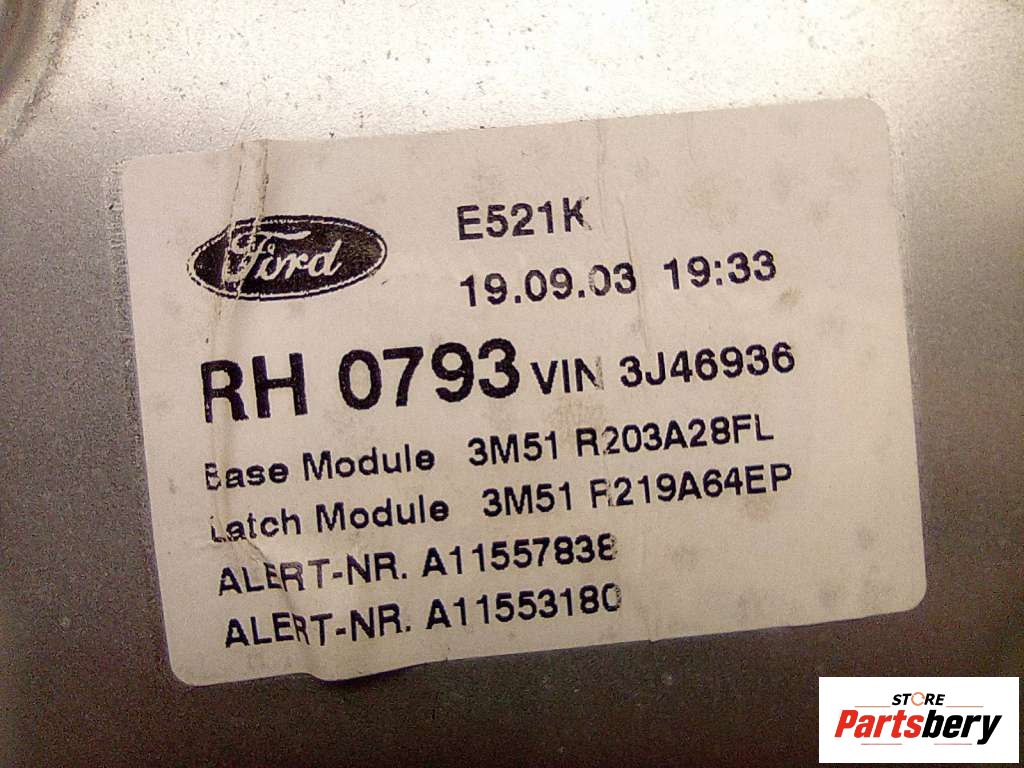 Ford
E521K
19.09.03 19:33
RH 0793 VIN 3J46936
Base Module 3M51 R203A28FL
Latch Module 3M51 R219A64EP
ALERT-NR. A11557838
ALERT-NR. A11553180
STORE
Partsbery